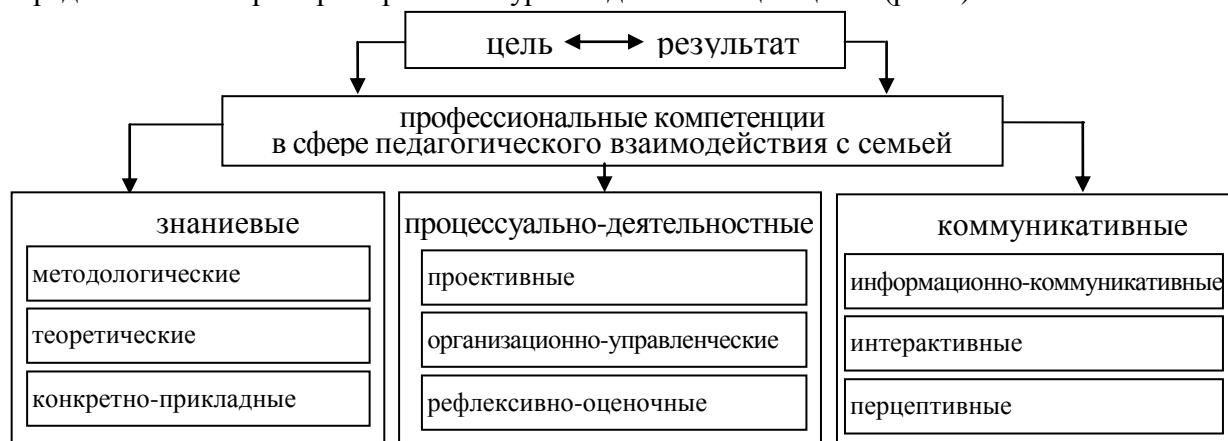 цель результат
профессиональные компетенции
в сфере педагогического взаимодействия с семьей
знаниевые
методологические
теоретические
конкретно-прикладные
процессуально-деятельностные
проективные
организационно-управленческие
рефлексивно-оценочные
коммуникативные
информационно-коммуникативные
интерактивные
перцептивные